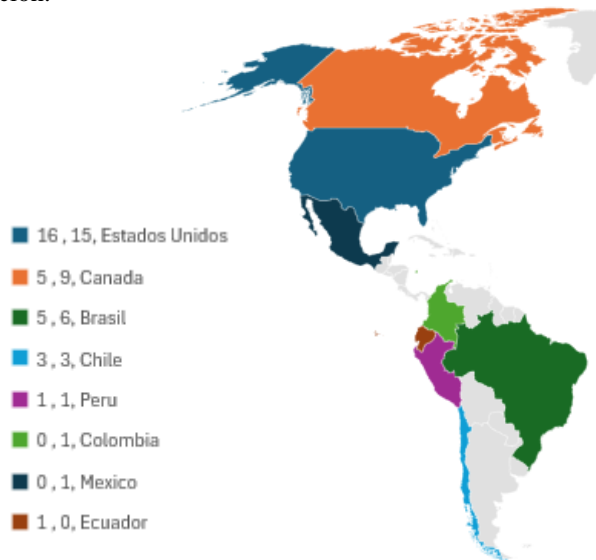 16 , 15, Estados Unidos
5 , 9, Canada
5 , 6, Brasil
3 , 3, Chile
1 , 1, Peru
0 , 1, Colombia
0 , 1, Mexico
1 , 0, Ecuador